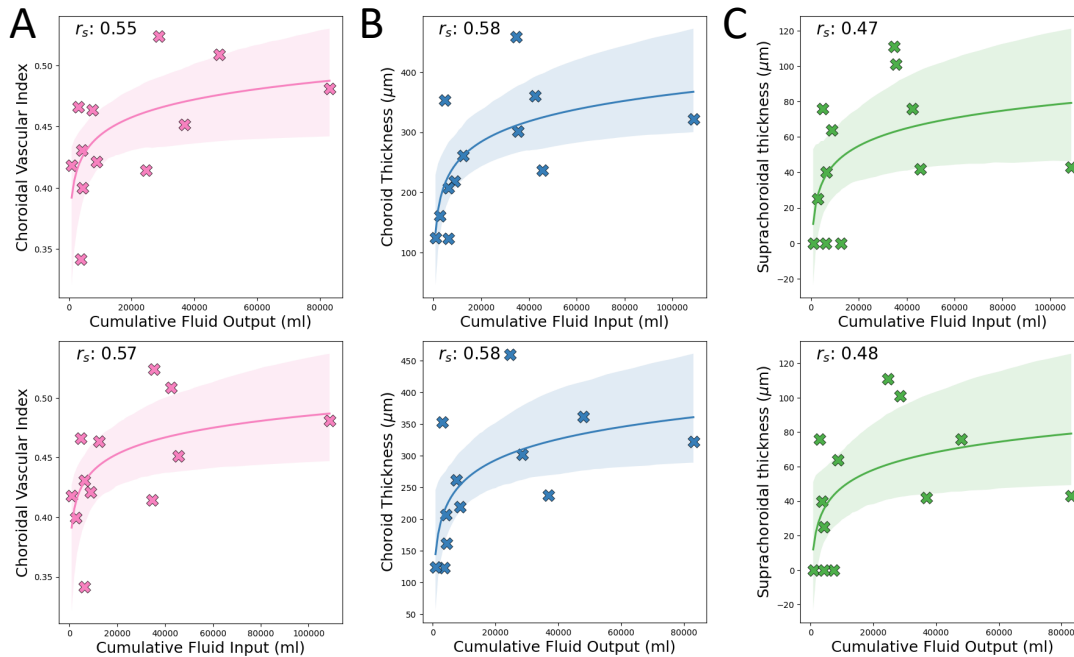 A
r_s: 0.55
Choroidal Vascular Index
0.50
0.45
0.40
0.35
0 20000 40000 60000 80000
Cumulative Fluid Output (ml)
B
r_s: 0.58
Choroid Thickness (μm)
400
300
200
100
0 20000 40000 60000 80000 100000
Cumulative Fluid Input (ml)
C
r_s: 0.47
Suprachoroidal thickness (μm)
120
100
80
60
40
20
0
−20
0 20000 40000 60000 80000 100000
Cumulative Fluid Input (ml)
r_s: 0.57
Choroidal Vascular Index
0.50
0.45
0.40
0.35
0 20000 40000 60000 80000 100000
Cumulative Fluid Input (ml)
r_s: 0.58
Choroid Thickness (μm)
450
400
350
300
250
200
150
100
50
0 20000 40000 60000 80000
Cumulative Fluid Output (ml)
r_s: 0.48
Suprachoroidal thickness (μm)
120
100
80
60
40
20
0
−20
0 20000 40000 60000 80000
Cumulative Fluid Output (ml)